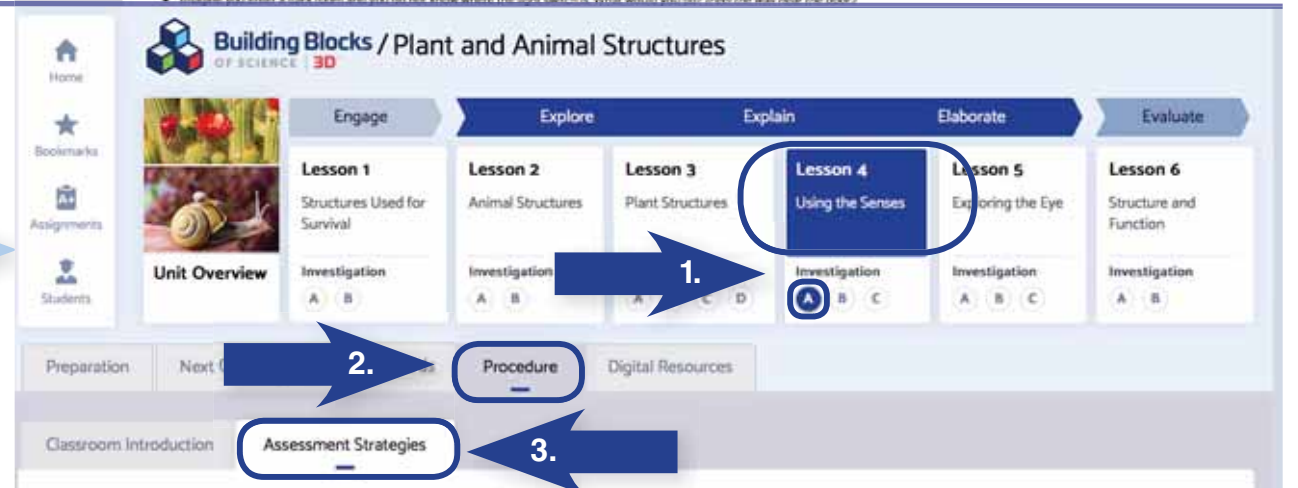 Building Blocks / Plant and Animal Structures
OF SCIENCE 3D
Home
Bookmarks
Assignments
A+
Students
Unit Overview
Engage
Explore
Explain
Elaborate
Evaluate
Lesson 1
Structures Used for
Survival
Investigation
A B
Lesson 2
Animal Structures
Investigation
A B
Lesson 3
Plant Structures
C D
Lesson 4
Using the Senses
Investigation
A B C
Lesson 5
Exploring the Eye
Investigation
A B C
Lesson 6
Structure and
Function
Investigation
A B
1.
Preparation
Next
2.
Procedure
Digital Resources
Classroom Introduction
Assessment Strategies
3.